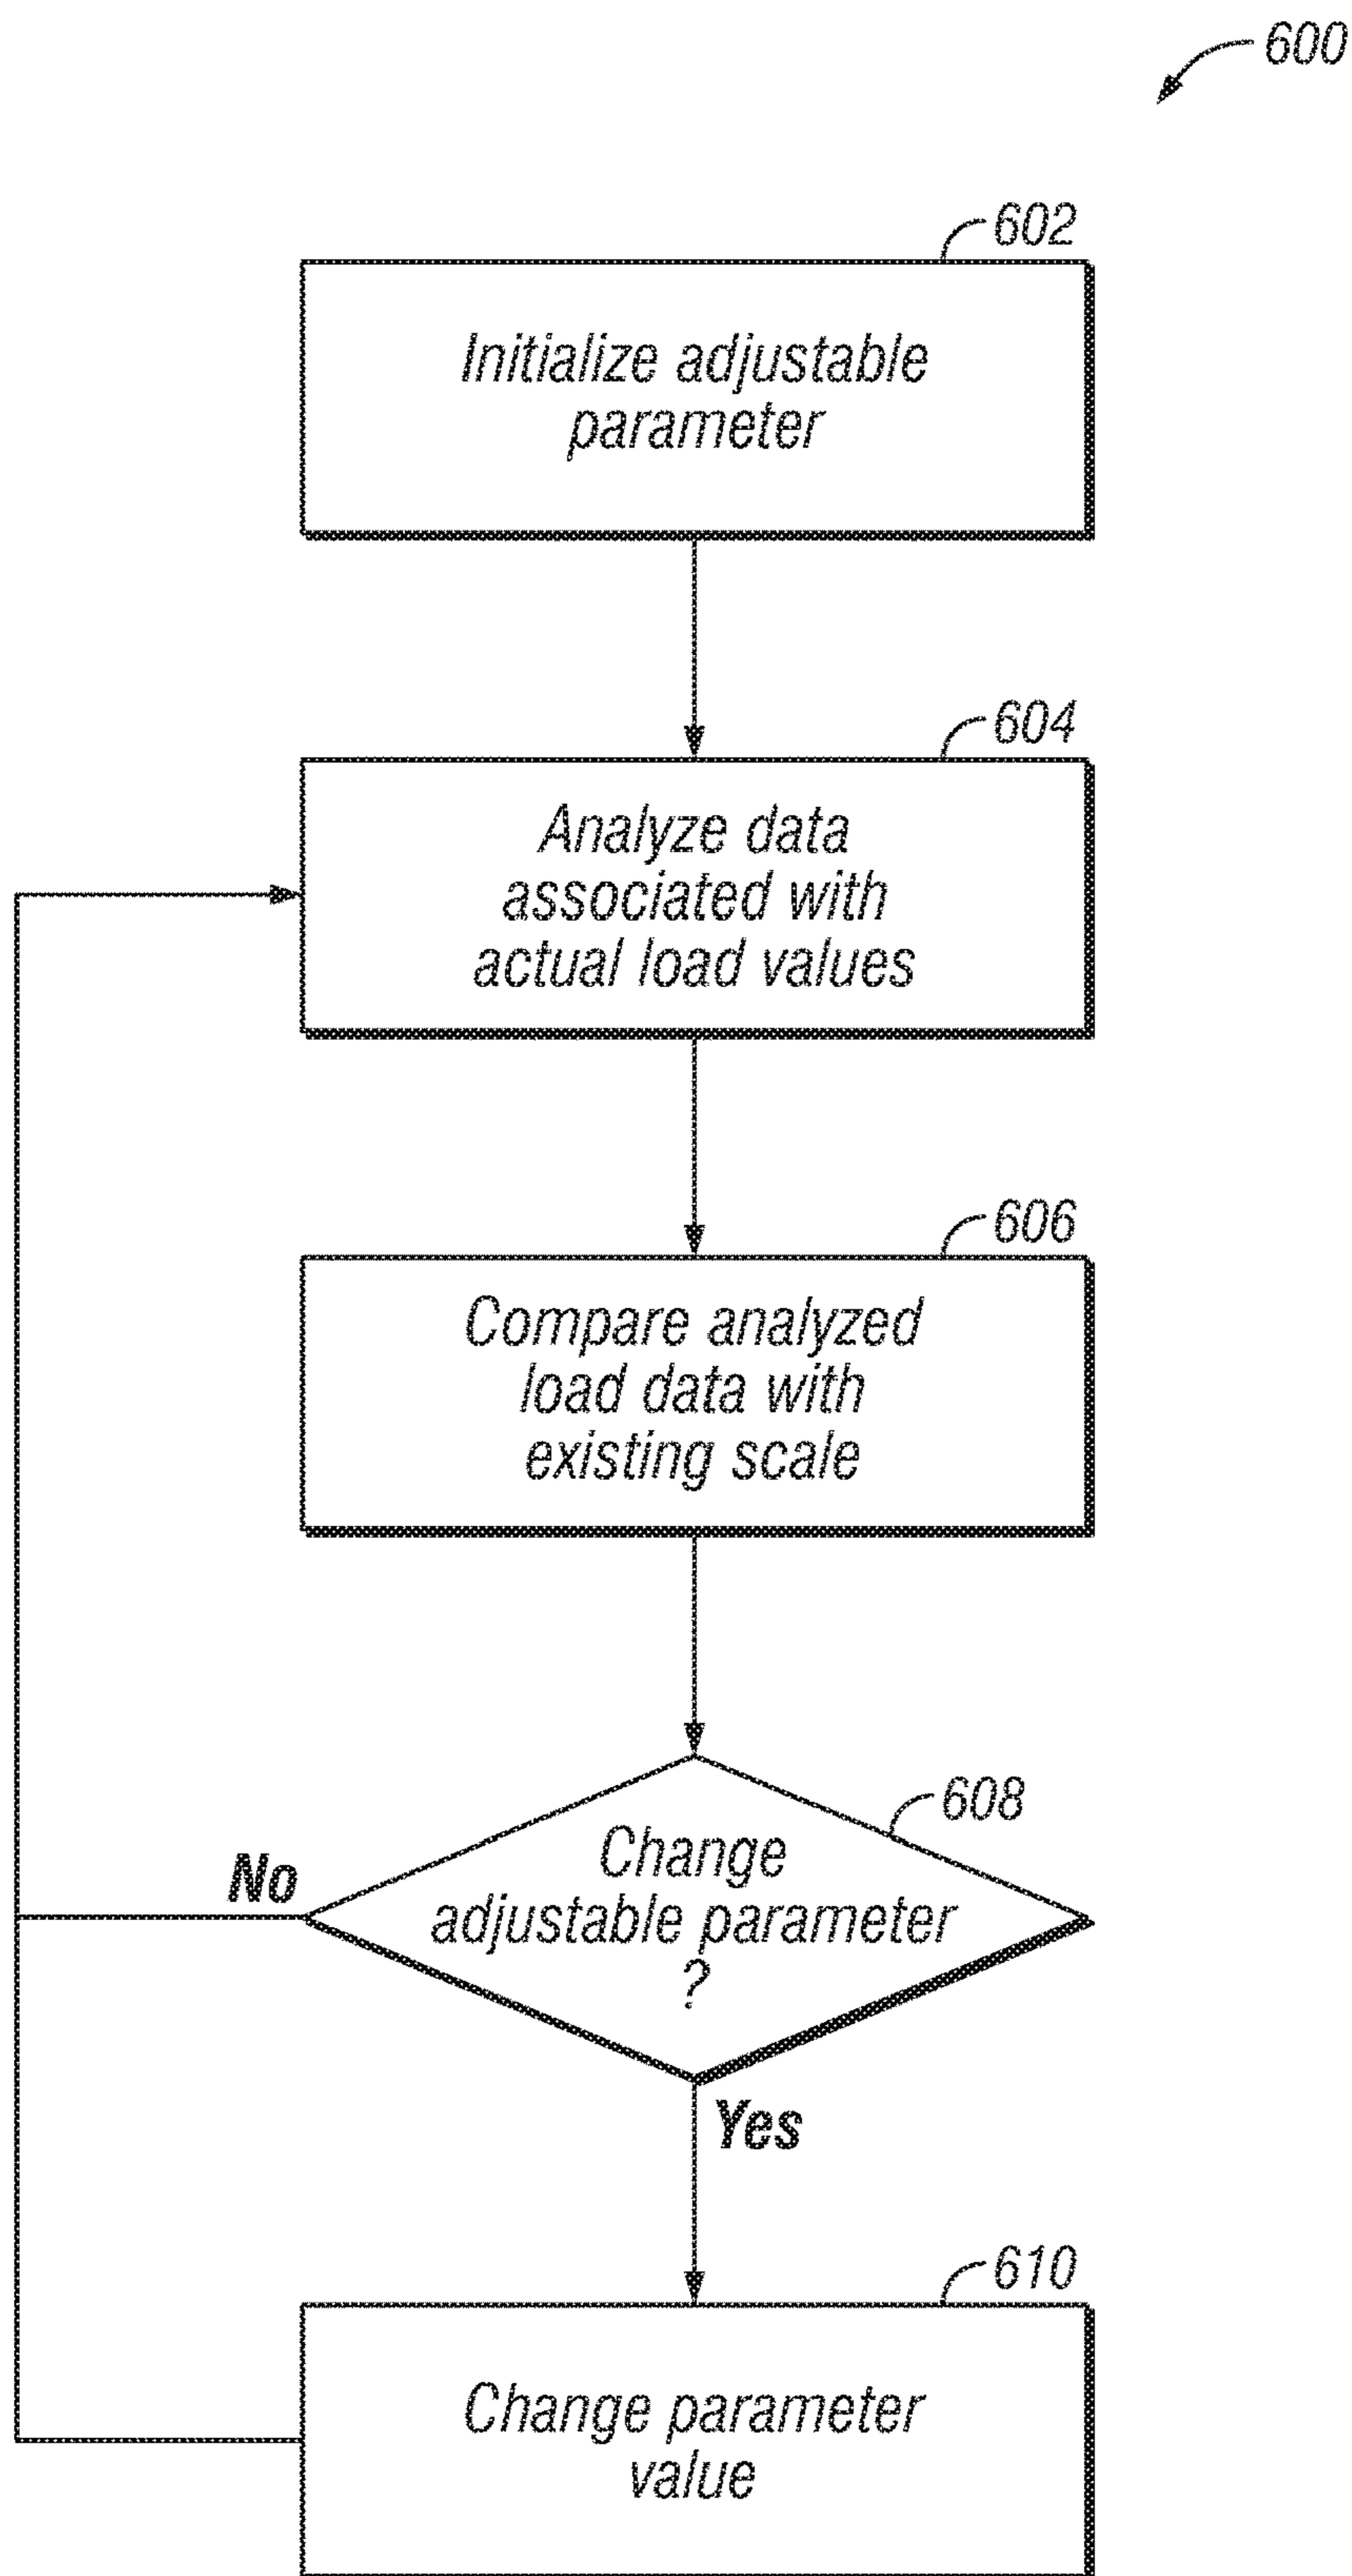 600
602
Initialize adjustable
parameter
604
Analyze data
associated with
actual load values
606
Compare analyzed
load data with
existing scale
608
Change
adjustable parameter
?
No
Yes
610
Change parameter
value